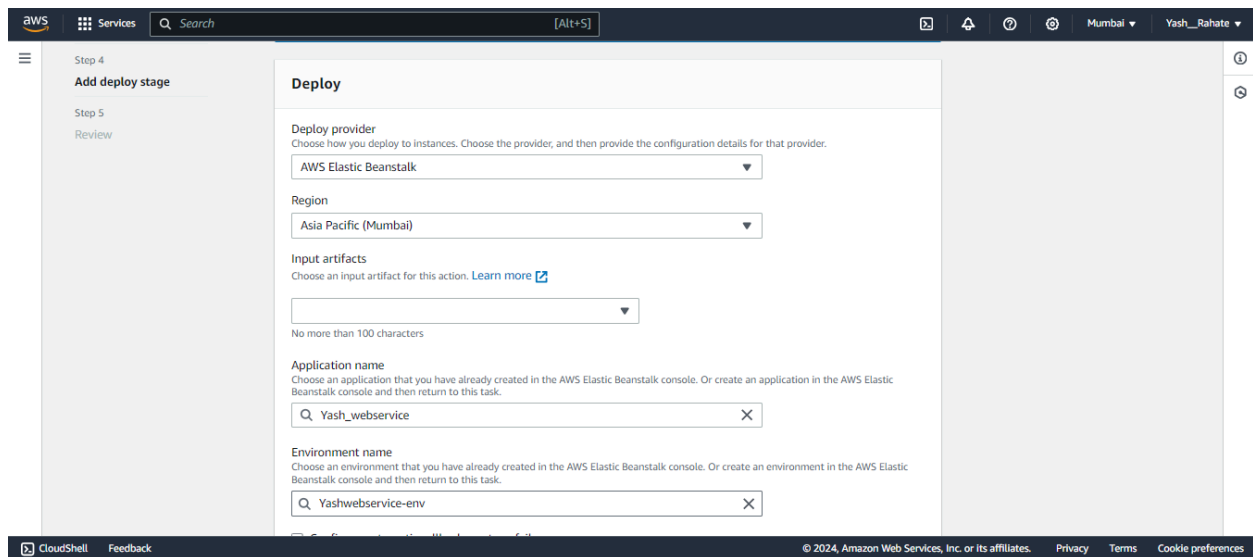 aws
Services
Search [Alt+S]
Mumbai
Yash__Rahate
Step 4
Add deploy stage
Step 5
Review
Deploy
Deploy provider
Choose how you deploy to instances. Choose the provider, and then provide the configuration details for that provider.
AWS Elastic Beanstalk
Region
Asia Pacific (Mumbai)
Input artifacts
Choose an input artifact for this action. Learn more
No more than 100 characters
Application name
Choose an application that you have already created in the AWS Elastic Beanstalk console. Or create an application in the AWS Elastic
Beanstalk console and then return to this task.
Yash_webservice
Environment name
Choose an environment that you have already created in the AWS Elastic Beanstalk console. Or create an environment in the AWS Elastic
Beanstalk console and then return to this task.
Yashwebservice-env
CloudShell
Feedback
© 2024, Amazon Web Services, Inc. or its affiliates.
Privacy
Terms
Cookie preferences